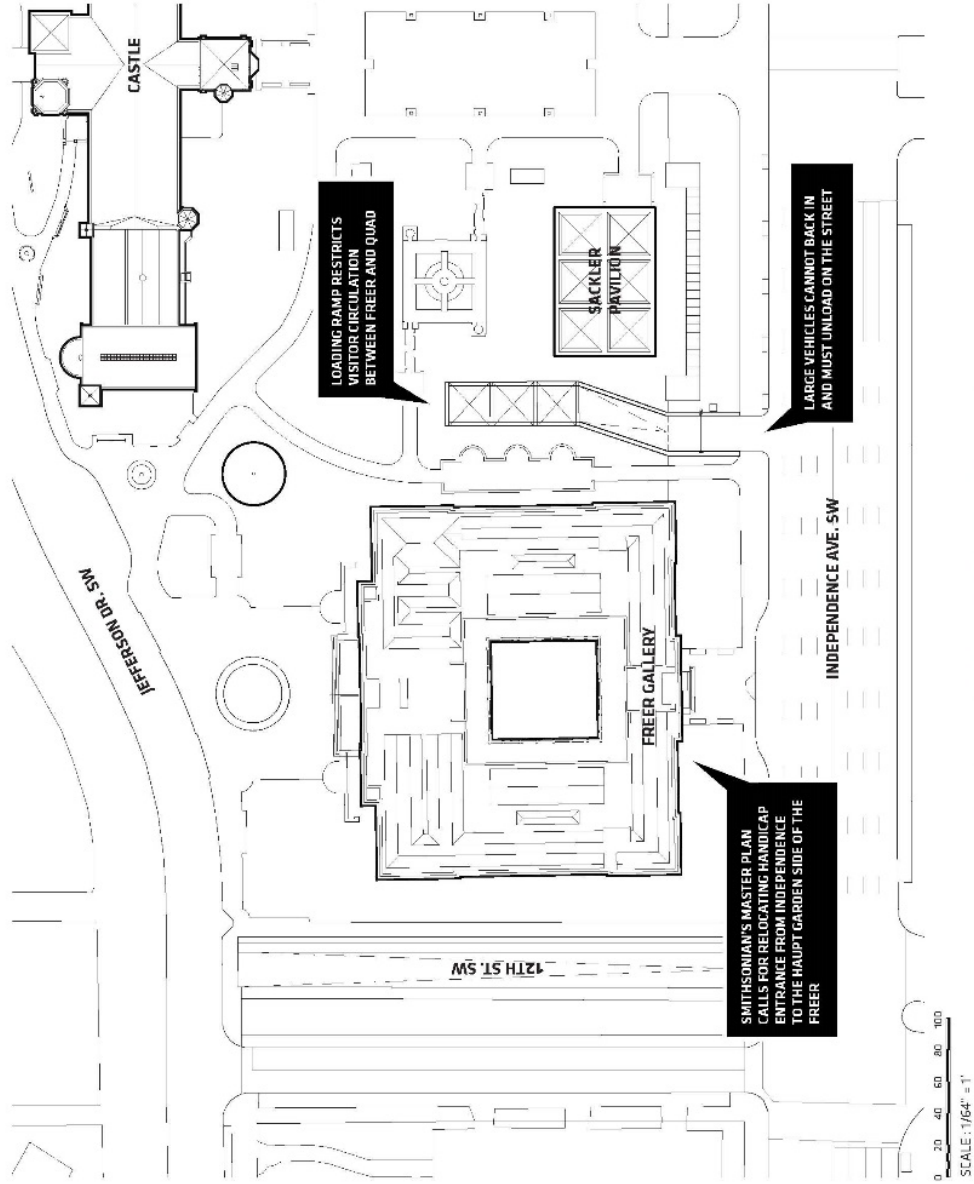 CASTLE
JEFFERSON DR. SW
LOADING RAMP RESTRICTS
VISITOR CIRCULATION
BETWEEN FREER AND QUAD
SACKLER
PAVILION
LARGE VEHICLES CANNOT BACK IN
AND MUST UNLOAD ON THE STREET
FREER GALLERY
INDEPENDENCE AVE. SW
12TH ST. SW
SMITHSONIAN'S MASTER PLAN
CALLS FOR RELOCATING HANDICAP
ENTRANCE FROM INDEPENDENCE
TO THE HAUPT GARDEN SIDE OF THE
FREER
0 20 40 60 80 100
SCALE : 1/64" = 1'